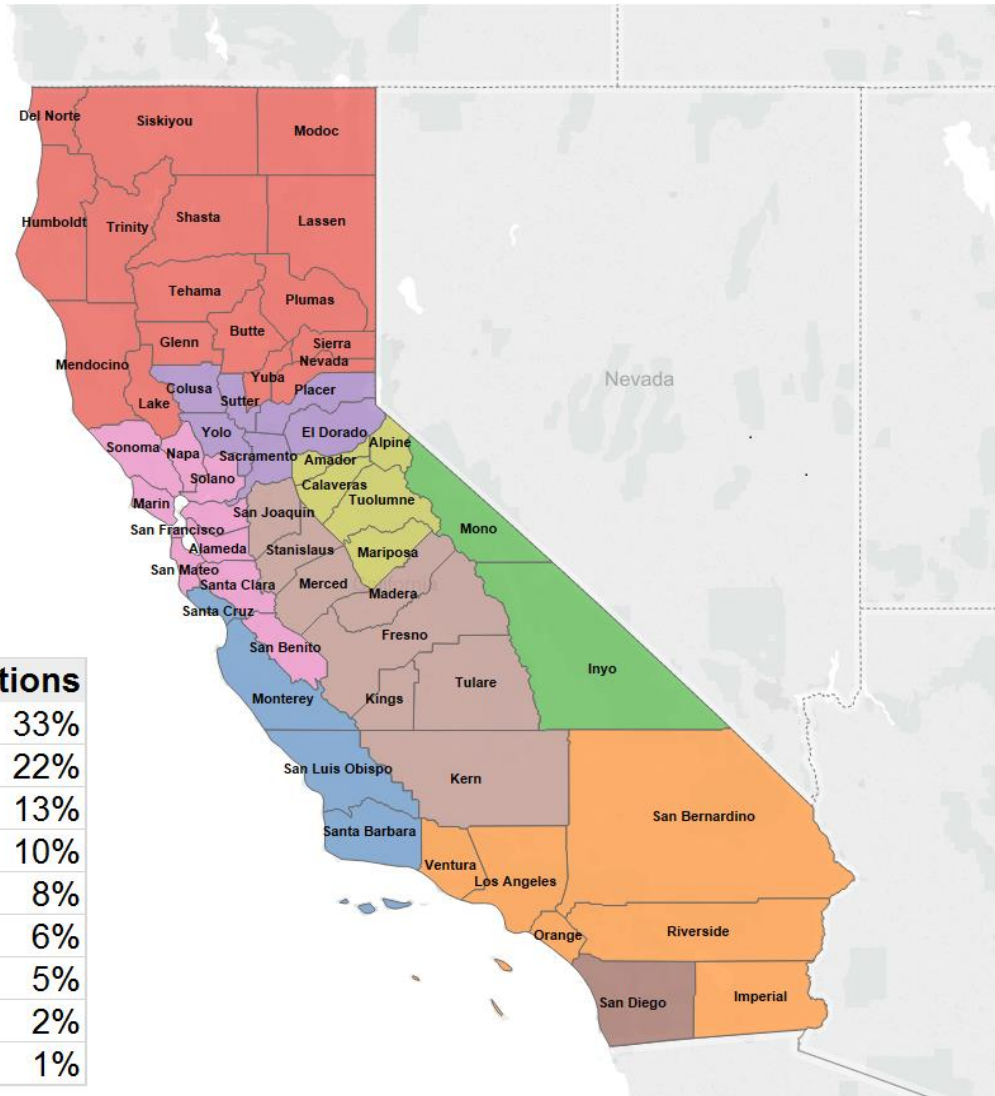 Del Norte
Siskiyou
Modoc
Humboldt
Trinity
Shasta
Lassen
Tehama
Plumas
Butte
Glenn
Sierra
Nevada
Mendocino
Yuba
Colusa
Placer
Nevada
Lake
Sutter
Yolo
El Dorado
Sonoma
Napa
Sacramento
Alpine
Amador
Solano
Calaveras
Marin
Tuolumne
San Joaquin
San Francisco
Mono
Alameda
Stanislaus
Mariposa
San Mateo
Santa Clara
Merced
Madera
Santa Cruz
Fresno
San Benito
Inyo
Tulare
Monterey
Kings
tions
33%
22%
13%
10%
8%
6%
5%
2%
1%
San Luis Obispo
Kern
San Bernardino
Santa Barbara
Ventura
Los Angeles
Orange
Riverside
San Diego
Imperial